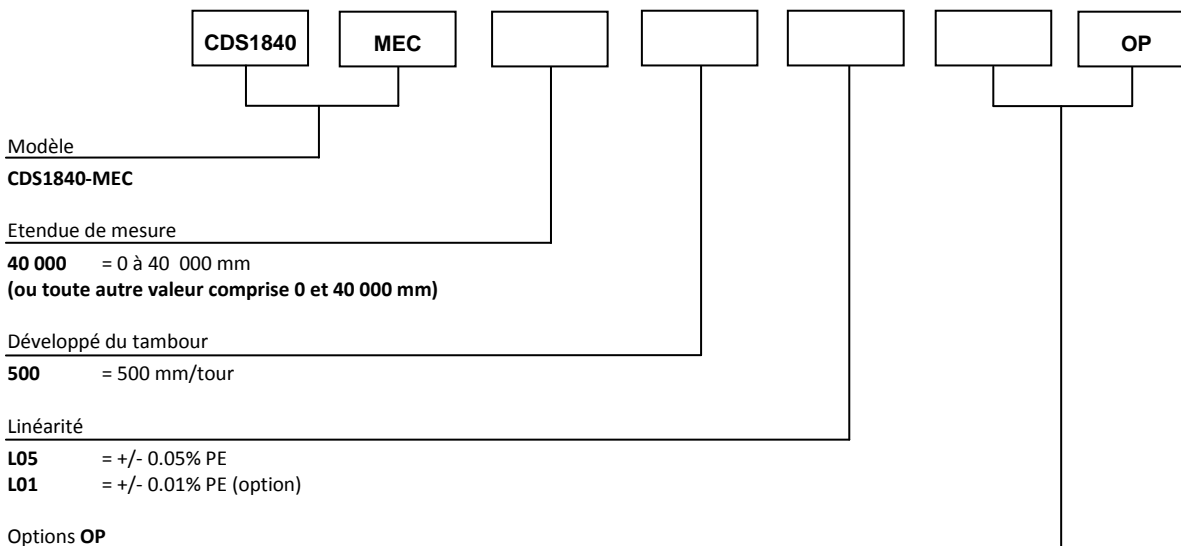 CDS1840 MEC OP
Modèle
CDS1840-MEC
Etendue de mesure
40 000 = 0 à 40 000 mm
(ou toute autre valeur comprise 0 et 40 000 mm)
Développé du tambour
500 = 500 mm/tour
Linéarité
L05 = +/- 0.05% PE
L01 = +/- 0.01% PE (option)
Options OP